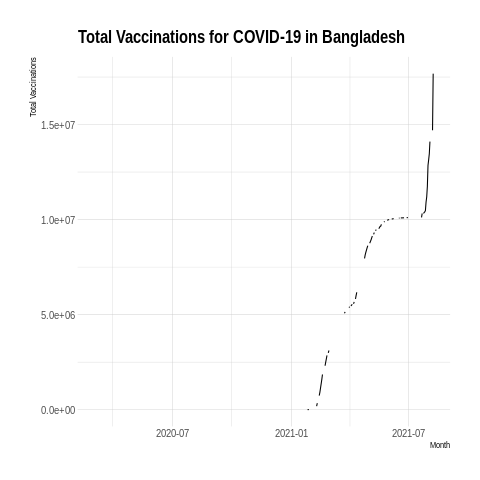 Total Vaccinations for COVID-19 in Bangladesh
Total Vaccinations
1.5e+07
1.0e+07
5.0e+06
0.0e+00
2020-07
2021-01
2021-07
Month